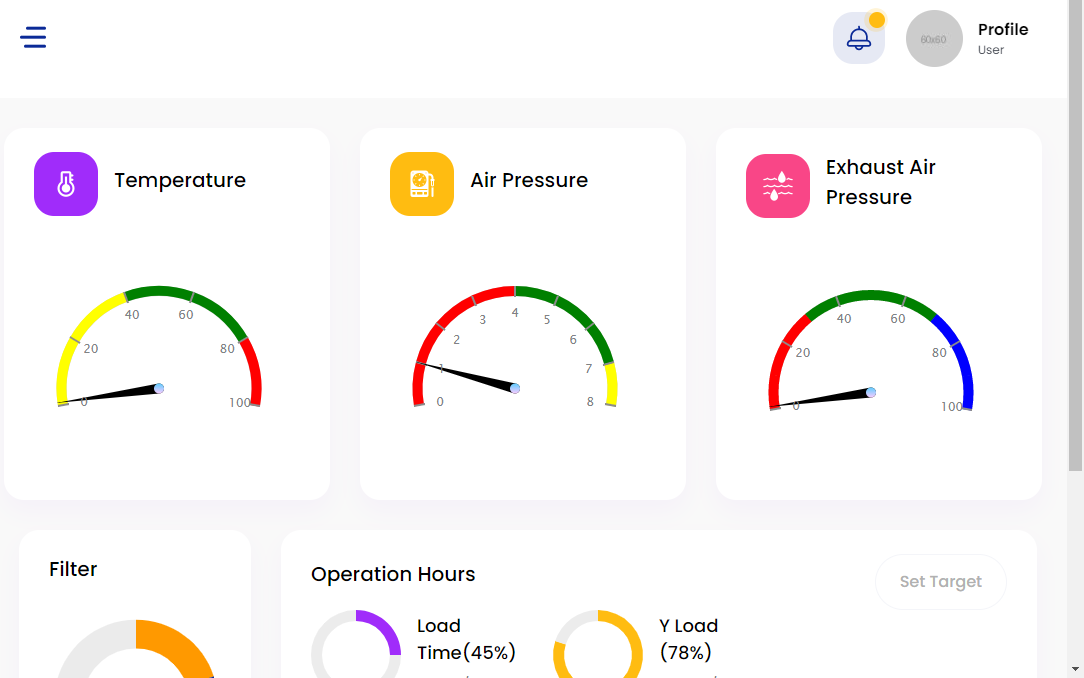 60x60
Profile
User
Temperature
Air Pressure
Exhaust Air
Pressure
0
20
40
60
80
100
0
1
2
3
4
5
6
7
8
0
20
40
60
80
100
Filter
Operation Hours
Set Target
Load
Time(45%)
Y Load
(78%)